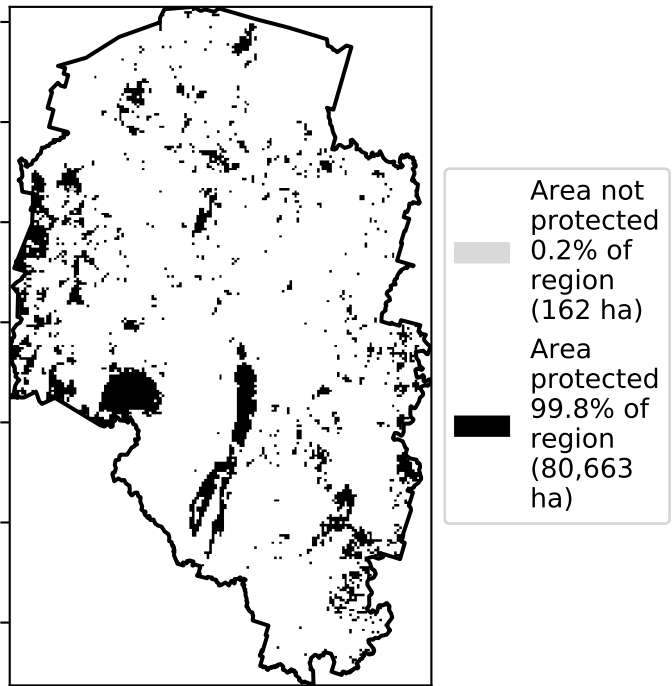 Area not
protected
0.2% of
region
(162 ha)
Area
protected
99.8% of
region
(80,663
ha)